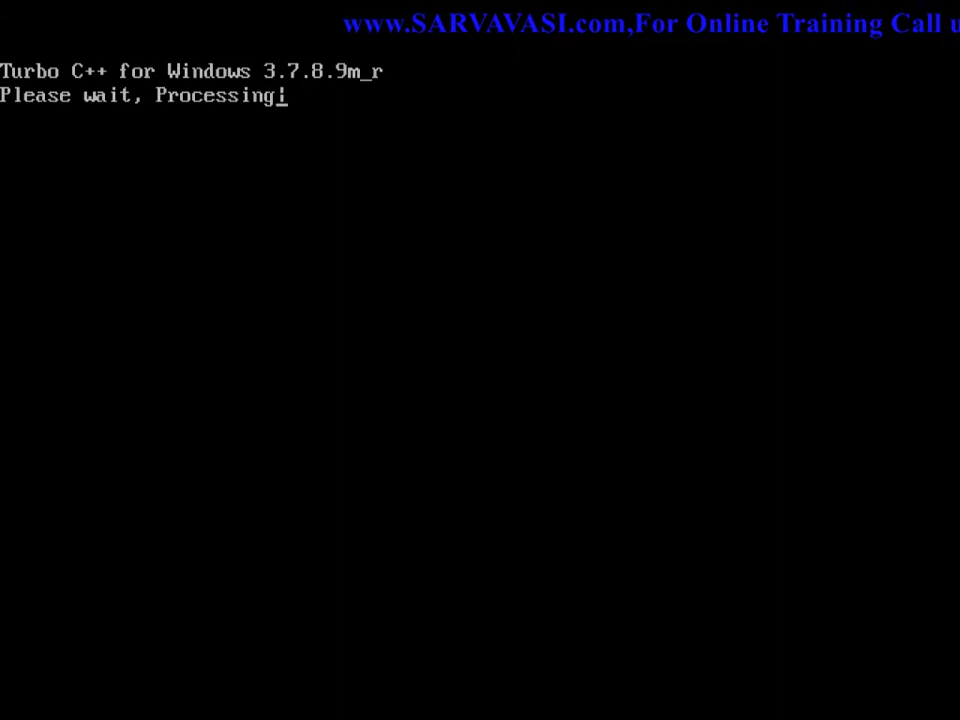 www.SARVAVASI.com,For Online Training Call u
Turbo C++ for Windows 3.7.8.9m_r
Please wait, Processing¦